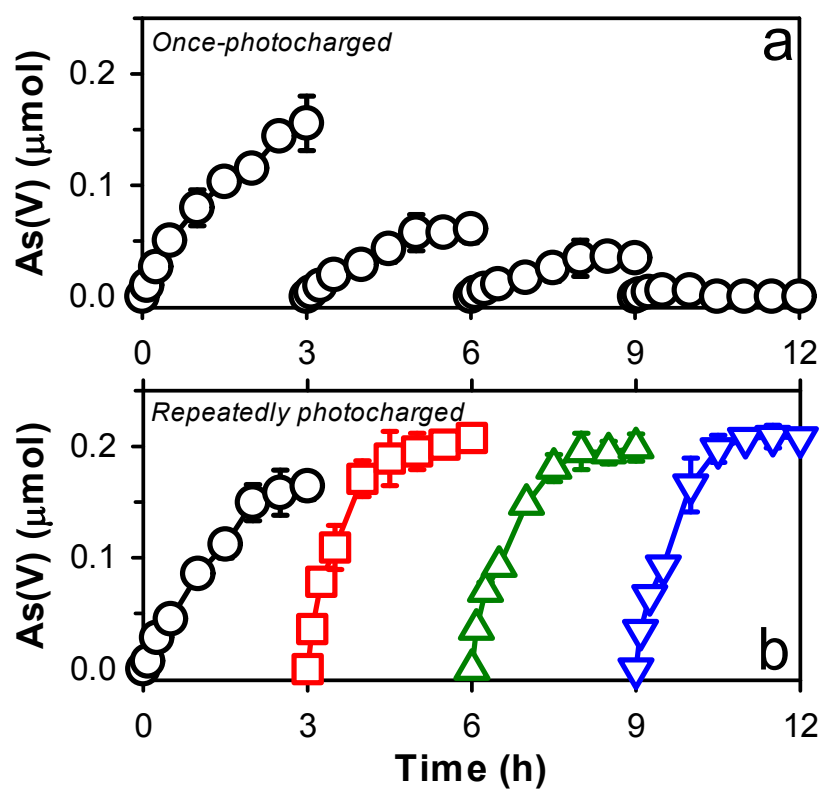 Once-photocharged
a
As(V) (μmol)
0.2
0.1
0.0
0 3 6 9 12
Repeatedly photocharged
As(V) (μmol)
0.2
0.1
0.0
b
0 3 6 9 12
Time (h)